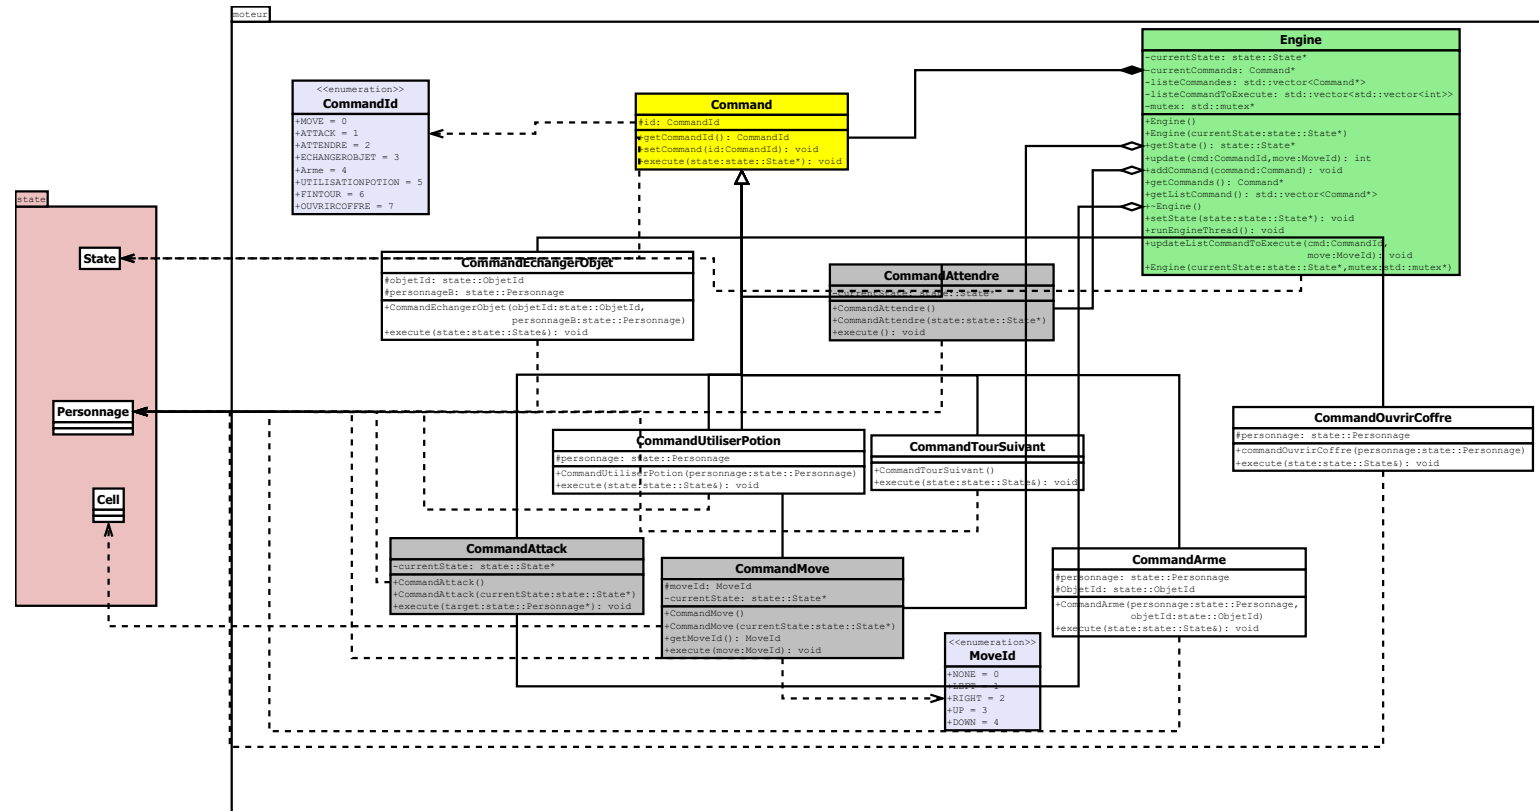 moteur
Engine
-currentState: state::State*
-currentCommands: Command*
-listeCommandes: std::vector<Command*>
-listeCommandToExecute: std::vector<std::vector<int>>
-mutex: std::mutex*
+Engine()
+Engine(currentState:state::State*)
+getState(): state::State*
+update(cmd:CommandId,move:MoveId): int
+addCommand(command:Command): void
+getCommands(): Command*
+getListCommand(): std::vector<Command*>
+~Engine()
+setState(state:state::State*): void
+runEngineThread(): void
+updateListCommandToExecute(cmd:CommandId,
move:MoveId): void
+Engine(currentState:state::State*,mutex:std::mutex*)
<<enumeration>>
CommandId
+MOVE = 0
+ATTACK = 1
+ATTENDRE = 2
+ECHANGEROBJET = 3
+Arme = 4
+UTILISATIONPOTION = 5
+FINTOUR = 6
+OUVRIRCOFFRE = 7
Command
#id: CommandId
+getCommandId(): CommandId
+setCommand(id:CommandId): void
+execute(state:state::State*): void
state
State
Personnage
Cell
CommandEchangerObjet
#objetId: state::ObjetId
#personnageB: state::Personnage
+CommandEchangerObjet(objetId:state::ObjetId,
personnageB:state::Personnage)
+execute(state:state::State&): void
CommandAttendre
-currentState: state::State*
+CommandAttendre()
+CommandAttendre(state:state::State*)
+execute(): void
CommandUtiliserPotion
#personnage: state::Personnage
+CommandUtiliserPotion(personnage:state::Personnage)
+execute(state:state::State&): void
CommandTourSuivant
+CommandTourSuivant()
+execute(state:state::State&): void
CommandOuvrirCoffre
#personnage: state::Personnage
+commandOuvrirCoffre(personnage:state::Personnage)
+execute(state:state::State&): void
CommandAttack
-currentState: state::State*
+CommandAttack()
+CommandAttack(currentState:state::State*)
+execute(target:state::Personnage*): void
CommandMove
#moveId: MoveId
-currentState: state::State*
+CommandMove()
+CommandMove(currentState:state::State*)
+getMoveId(): MoveId
+execute(move:MoveId): void
CommandArme
#personnage: state::Personnage
#ObjetId: state::ObjetId
+CommandArme(personnage:state::Personnage,
objetId:state::ObjetId)
+execute(state:state::State&): void
<<enumeration>>
MoveId
+NONE = 0
+LEFT = 1
+RIGHT = 2
+UP = 3
+DOWN = 4